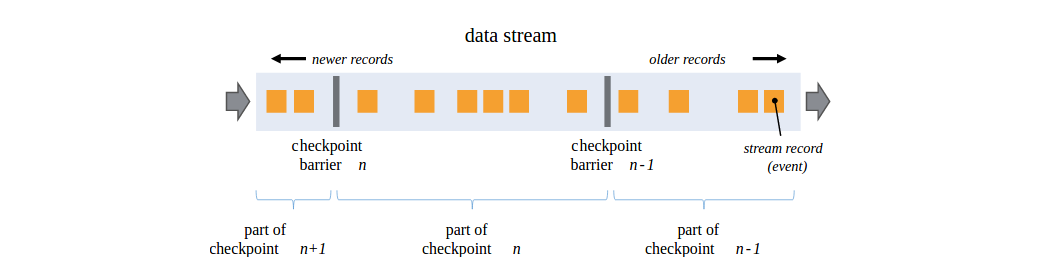 data stream
newer records
older records
checkpoint
barrier n
checkpoint
barrier n-1
stream record
(event)
part of
checkpoint n+1
part of
checkpoint n
part of
checkpoint n-1